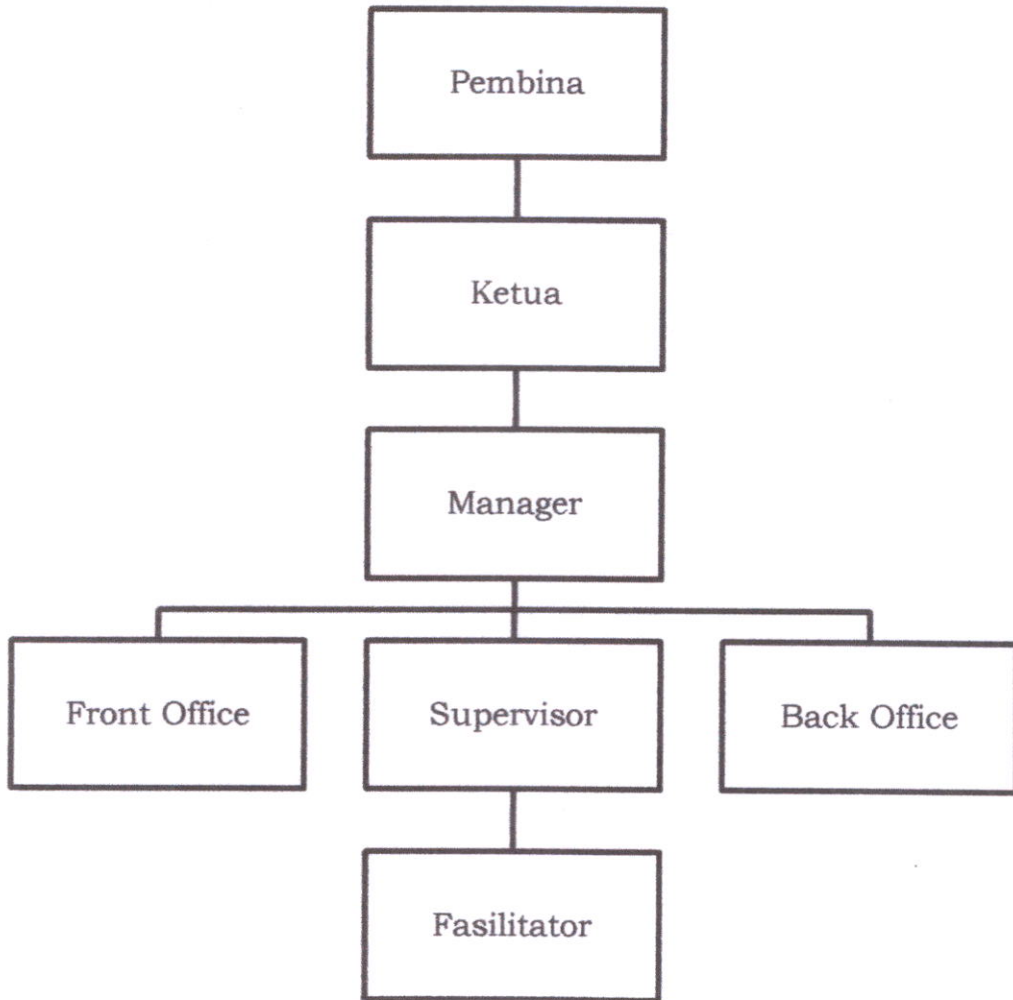 Pembina
Ketua
Manager
Front Office
Supervisor
Back Office
Fasilitator